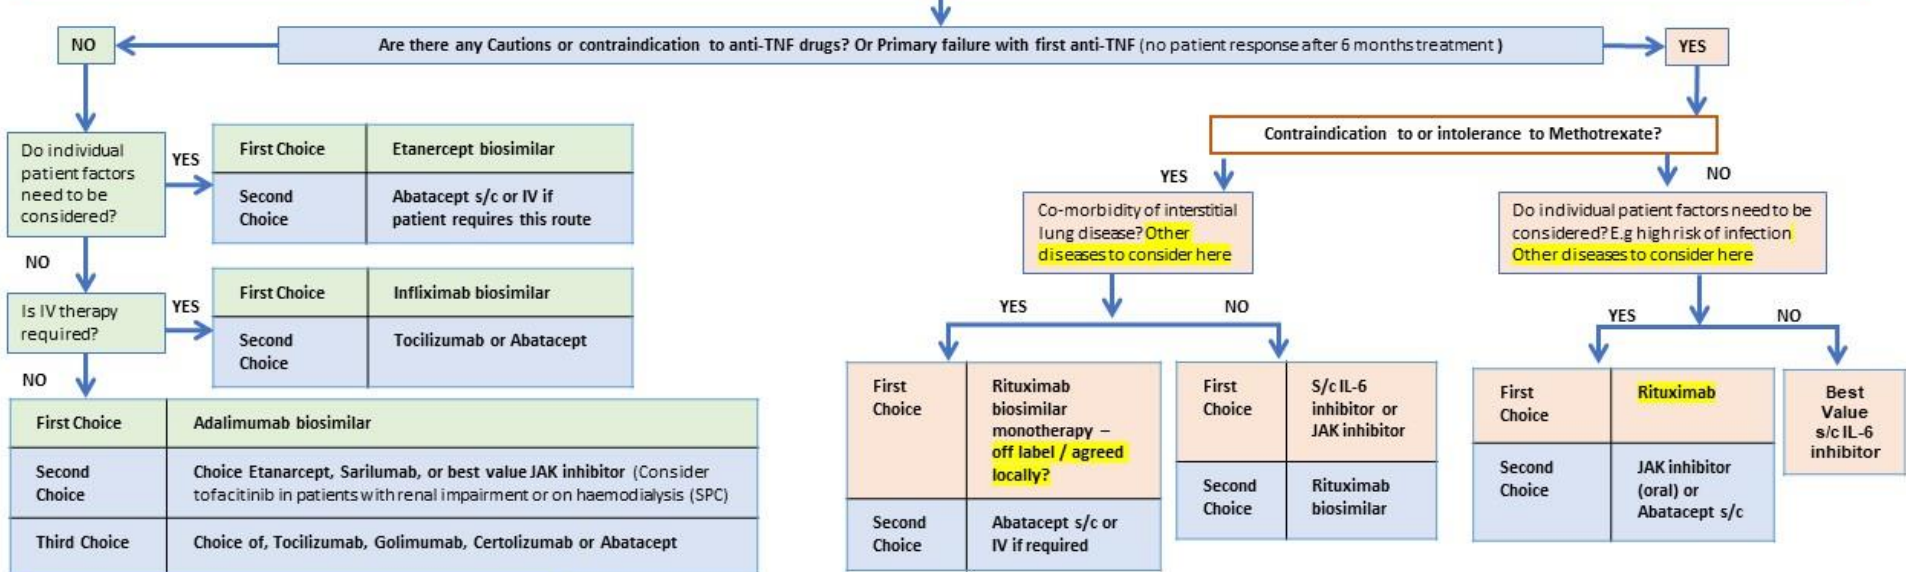 Are there any Cautions or contraindication to anti-TNF drugs? Or Primary failure with first anti-TNF (no patient response after 6 months treatment )
NO
YES
Do individual
patient factors
need to be
considered?
YES
First Choice
Etanercept biosimilar
Second
Choice
Abatacept s/c or IV if
patient requires this route
NO
Is IV therapy
required?
YES
First Choice
Infliximab biosimilar
Second
Choice
Tocilizumab or Abatacept
NO
First Choice
Adalimumab biosimilar
Second
Choice
Choice Etanarcept, Sarilumab, or best value JAK inhibitor (Consider
tofacitinib in patients with renal impairment or on haemodialysis (SPC)
Third Choice
Choice of, Tocilizumab, Golimumab, Certolizumab or Abatacept
Contraindication to or intolerance to Methotrexate?
YES
NO
Co-morbidity of interstitial
lung disease? Other
diseases to consider here
YES
NO
First
Choice
Rituximab
biosimilar
monotherapy –
off label / agreed
locally?
Second
Choice
Abatacept s/c or
IV if required
First
Choice
S/c IL-6
inhibitor or
JAK inhibitor
Second
Choice
Rituximab
biosimilar
Do individual patient factors need to be
considered? E.g high risk of infection
Other diseases to consider here
YES
NO
First
Choice
Rituximab
Second
Choice
JAK inhibitor
(oral) or
Abatacept s/c
Best
Value
s/c IL-6
inhibitor